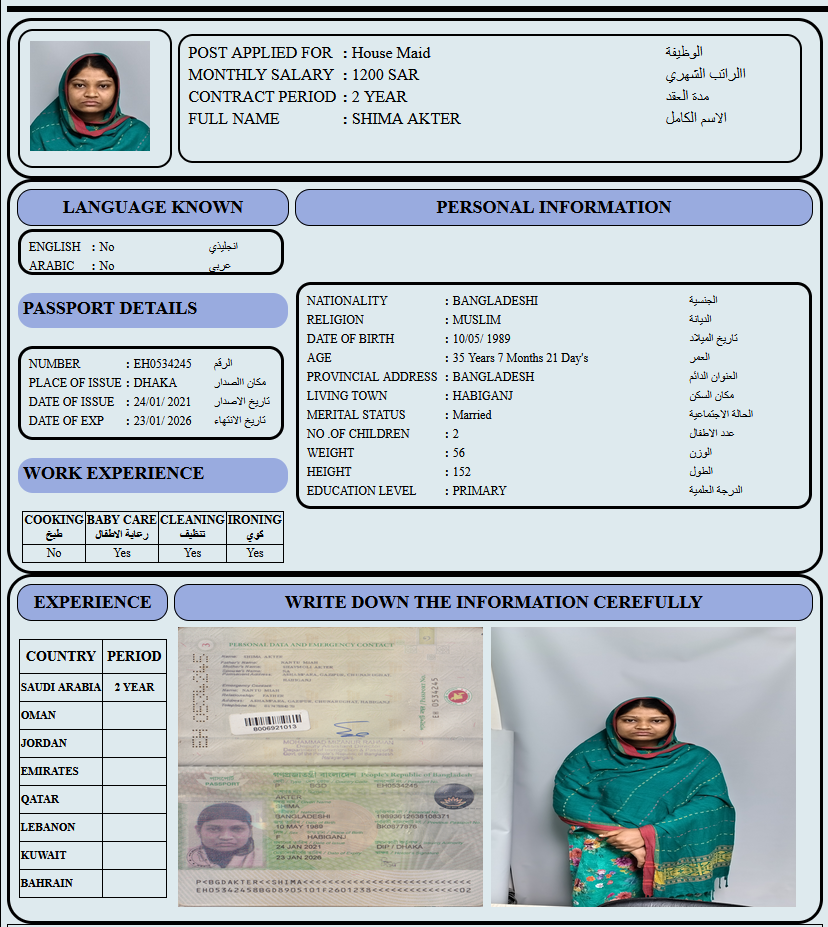 POST APPLIED FOR : House Maid الوظيفة
MONTHLY SALARY : 1200 SAR االراتب الشهري
CONTRACT PERIOD : 2 YEAR مدة العقد
FULL NAME : SHIMA AKTER الاسم الكامل
LANGUAGE KNOWN
PERSONAL INFORMATION
ENGLISH : No انجليذي
ARABIC : No عربي
PASSPORT DETAILS
NUMBER : EH0534245 الرقم
PLACE OF ISSUE : DHAKA مكان االصدار
DATE OF ISSUE : 24/01/ 2021 تاريخ الاصدار
DATE OF EXP : 23/01/ 2026 تاريخ الانتهاء
WORK EXPERIENCE
COOKING BABY CARE CLEANING IRONING
طبخ رعاية الاطفال تنظيف كوي
No Yes Yes Yes
NATIONALITY : BANGLADESHI الجنسية
RELIGION : MUSLIM الديانة
DATE OF BIRTH : 10/05/ 1989 تاريخ الميلاد
AGE : 35 Years 7 Months 21 Day's العمر
PROVINCIAL ADDRESS : BANGLADESH العنوان الدائم
LIVING TOWN : HABIGANJ مكان السكن
MERITAL STATUS : Married الحالة الاجتماعية
NO .OF CHILDREN : 2 عدد الاطفال
WEIGHT : 56 الوزن
HEIGHT : 152 الطول
EDUCATION LEVEL : PRIMARY الدرجة العلمية
EXPERIENCE
WRITE DOWN THE INFORMATION CEREFULLY
COUNTRY PERIOD
SAUDI ARABIA 2 YEAR
OMAN
JORDAN
EMIRATES
QATAR
LEBANON
KUWAIT
BAHRAIN
PERSONAL DATA AND EMERGENCY CONTACT
SHIMA AKTER
EH 0534245
8006921013
People's Republic of Bangladesh
PASSPORT
P BGD EH0534245
AKTER
SHIMA
BANGLADESHI
10 MAY 1989
F HABIGANJ
24 JAN 2021 DIP / DHAKA
23 JAN 2026